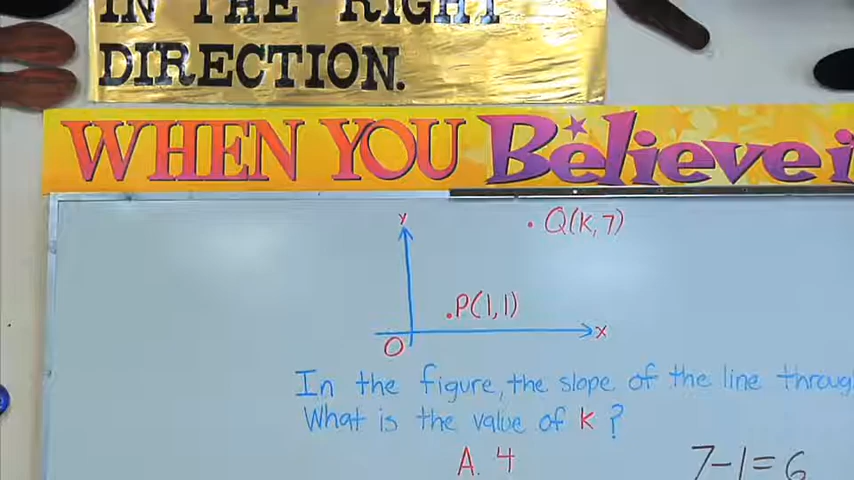 IN THE RIGHT
DIRECTION.
WHEN YOU Believe
Y
Q(K,7)
P(1,1)
O
X
In the figure, the slope of the line through
What is the value of k?
A. 4
7-1=6